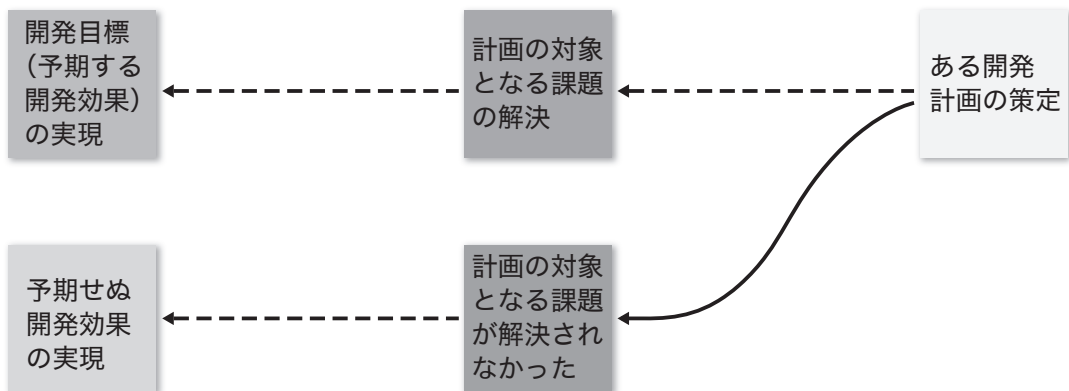 開発目標
（予期する
開発効果）
の実現
計画の対象
となる課題
の解決
ある開発
計画の策定
予期せぬ
開発効果
の実現
計画の対象
となる課題
が解決され
なかった